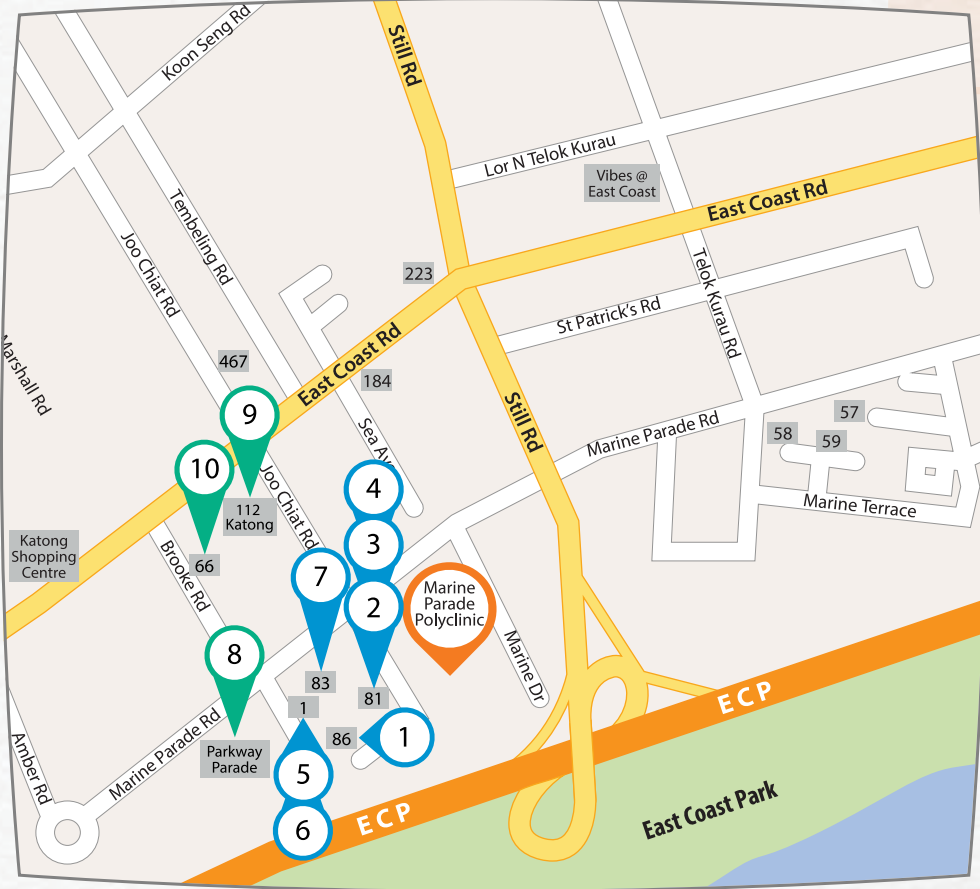 Koon Seng Rd
Still Rd
Lor N Telok Kurau
Vibes @
East Coast
East Coast Rd
Tembeling Rd
Joo Chiat Rd
223
Telok Kurau Rd
St Patrick's Rd
Marshall Rd
467
East Coast Rd
184
9
Still Rd
57
58
59
Marine Parade Rd
Sea Ave
10
Joo Chiat Rd
4
112
Katong
Marine Terrace
Katong
Shopping
Centre
66
3
Brooke Rd
7
2
Marine
Parade
Polyclinic
8
Marine Dr
83
81
1
86
1
ECP
Parkway
Parade
Marine Parade Rd
Amber Rd
5
6
ECP
East Coast Park